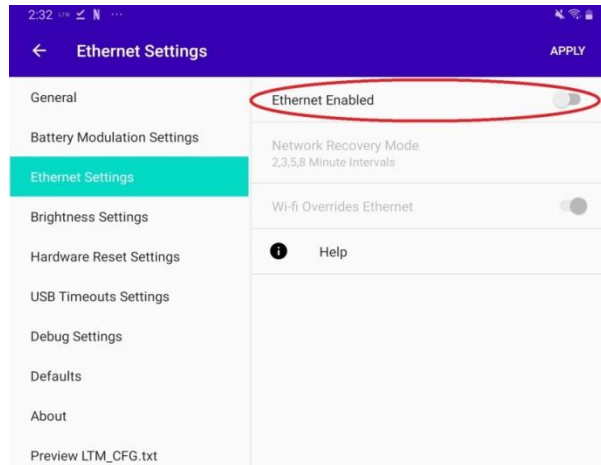 2:32 LTM N ...
Ethernet Settings
APPLY
General
Battery Modulation Settings
Ethernet Settings
Brightness Settings
Hardware Reset Settings
USB Timeouts Settings
Debug Settings
Defaults
About
Preview LTM_CFG.txt
Ethernet Enabled
Network Recovery Mode
2,3,5,8 Minute Intervals
Wi-fi Overrides Ethernet
Help